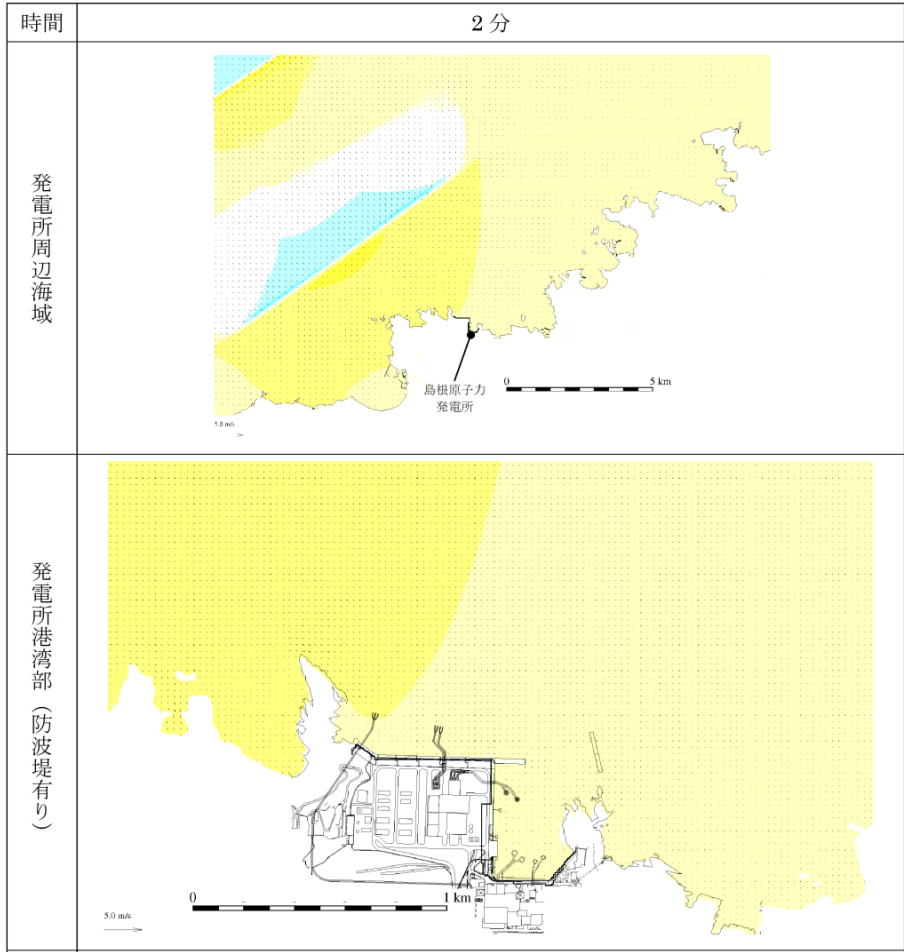 時間
2分
発電所周辺海域
島根原子力
発電所
0
5 km
5.0 m/s
発電所港湾部（防波堤有り）
0
1 km
5.0 m/s